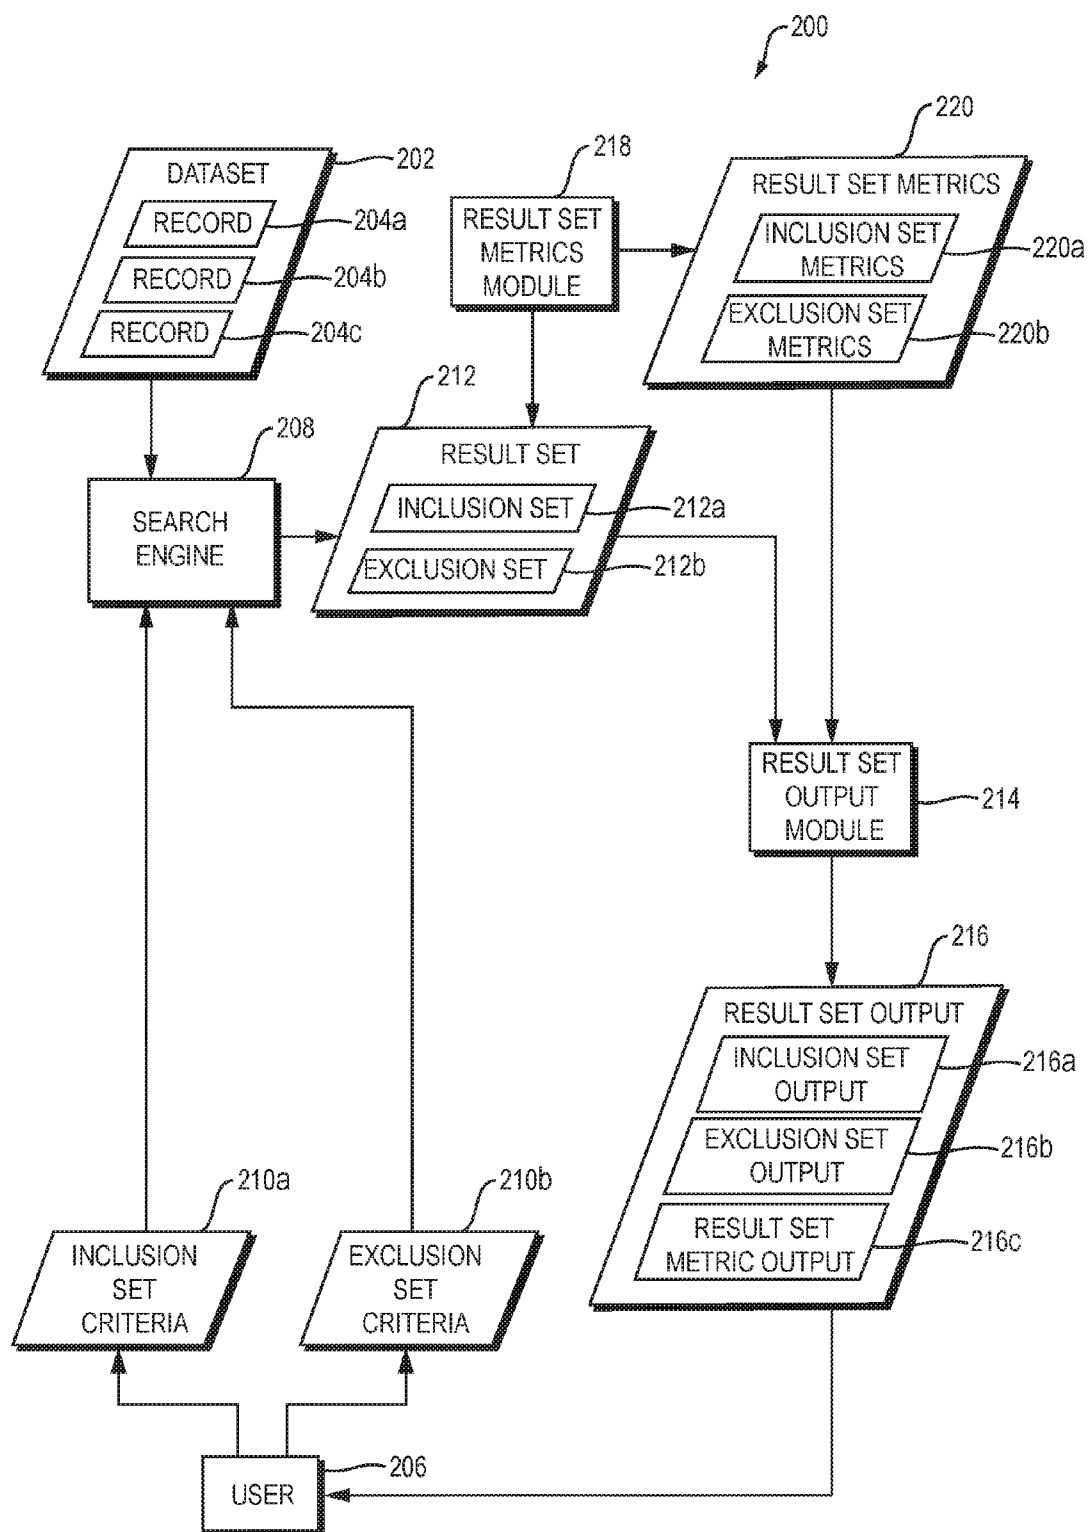 200
DATASET
202
RECORD
204a
RECORD
204b
RECORD
204c
218
RESULT SET
METRICS
MODULE
220
RESULT SET METRICS
INCLUSION SET
METRICS
220a
EXCLUSION SET
METRICS
220b
208
SEARCH
ENGINE
212
RESULT SET
INCLUSION SET
212a
EXCLUSION SET
212b
RESULT SET
OUTPUT
MODULE
214
216
RESULT SET OUTPUT
INCLUSION SET
OUTPUT
216a
EXCLUSION SET
OUTPUT
216b
RESULT SET
METRIC OUTPUT
216c
210a
INCLUSION
SET
CRITERIA
210b
EXCLUSION
SET
CRITERIA
206
USER